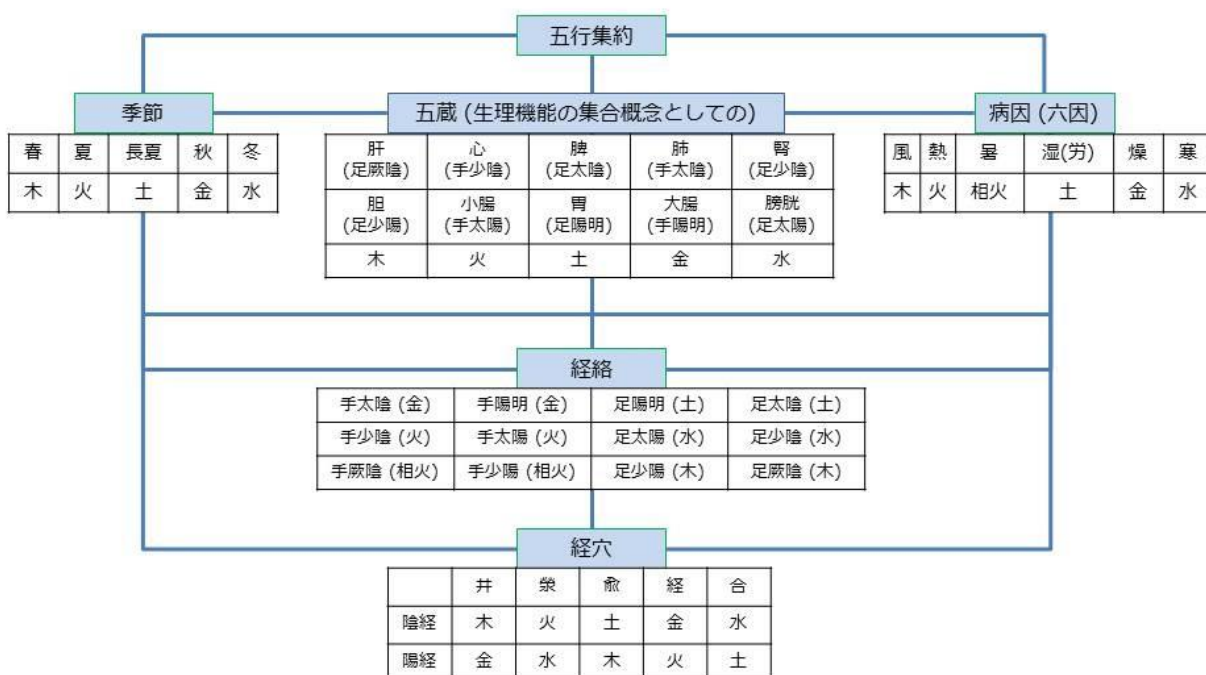 五行集約
季節
五蔵 (生理機能の集合概念としての)
病因 (六因)
春 夏 長夏 秋 冬
木 火 土 金 水
肝 心 脾 肺 腎
(足厥陰) (手少陰) (足太陰) (手太陰) (足少陰)
胆 小腸 胃 大腸 膀胱
(足少陽) (手太陽) (足陽明) (手陽明) (足太陽)
木 火 土 金 水
風 熱 暑 湿(労) 燥 寒
木 火 相火 土 金 水
経絡
手太陰 (金) 手陽明 (金) 足陽明 (土) 足太陰 (土)
手少陰 (火) 手太陽 (火) 足太陽 (水) 足少陰 (水)
手厥陰 (相火) 手少陽 (相火) 足少陽 (木) 足厥陰 (木)
経穴
井 滎 兪 経 合
陰経 木 火 土 金 水
陽経 金 水 木 火 土